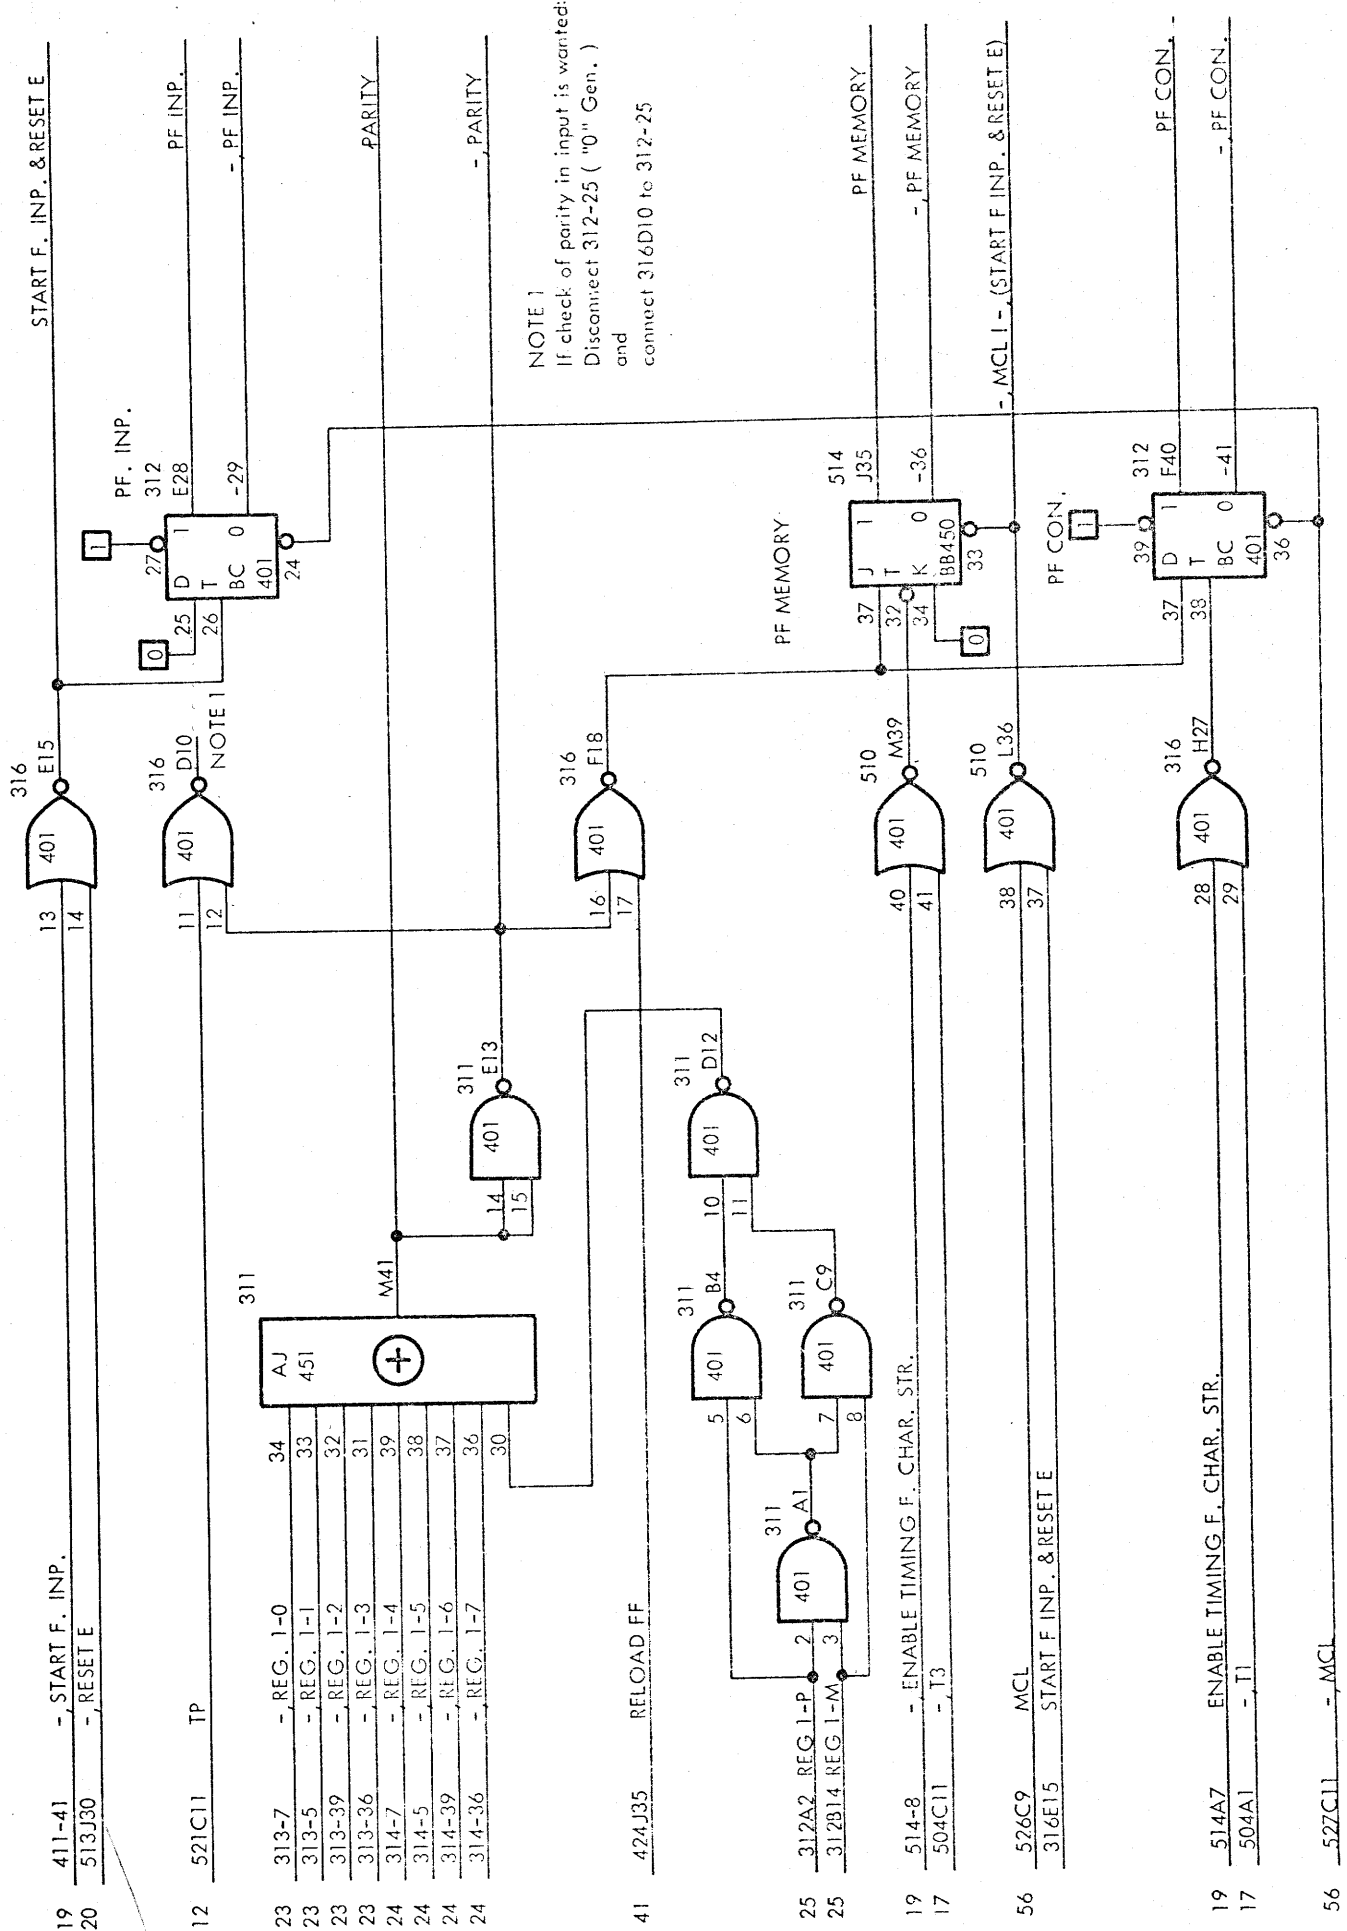 19 411-41 -,START F. INP.
20 513J30 -,RESET E
13
14
401
316
E15
START F. INP. &RESET E
12 521C11 TP
11
12
401
316
D10
NOTE 1
0
25
26
1
27
D 1
T
BC 0
401
24
PF. INP.
312
E28
-29
PF INP.
-,PF INP.
23 313-7 -,REG. 1-0 34
23 313-5 -,REG. 1-1 33
23 313-39 -,REG. 1-2 32
23 313-36 -,REG. 1-3 31
24 314-7 -,REG. 1-4 39
24 314-5 -,REG. 1-5 38
24 314-39 -,REG. 1-6 37
24 314-36 -,REG. 1-7 36
30
AJ
451
+
311
M41
PARITY
14
15
401
311
E13
-,PARITY
NOTE 1
If check of parity in input is wanted:
Disconnect 312-25 ( "0" Gen. )
and
connect 316D10 to 312-25
41 424J35 RELOAD FF
16
17
401
316
F18
25 312A2 REG 1-P
25 312B14 REG 1-M
2
3
401
311
A1
5
6
401
311
B4
7
8
401
311
C9
10
11
401
311
D12
PF MEMORY
37
32
34
0
J 1
T
K 0
BB450
33
514
J35
-36
PF MEMORY
-,PF MEMORY
19 514-8 -,ENABLE TIMING F. CHAR. STR.
17 504C11 -,T3
40
41
401
510
M39
56 526C9 MCL
316E15 START F INP. &RESET E
38
37
401
510
L36
-,MCL I -,(START F INP. &RESET E)
19 514A7 ENABLE TIMING F. CHAR. STR.
17 504A1 -,T1
28
29
401
316
H27
PF CON.
1
39
37
38
D 1
T
BC 0
401
36
312
F40
-41
PF CON.
-,PF CON.
56 527C11 -,MCL